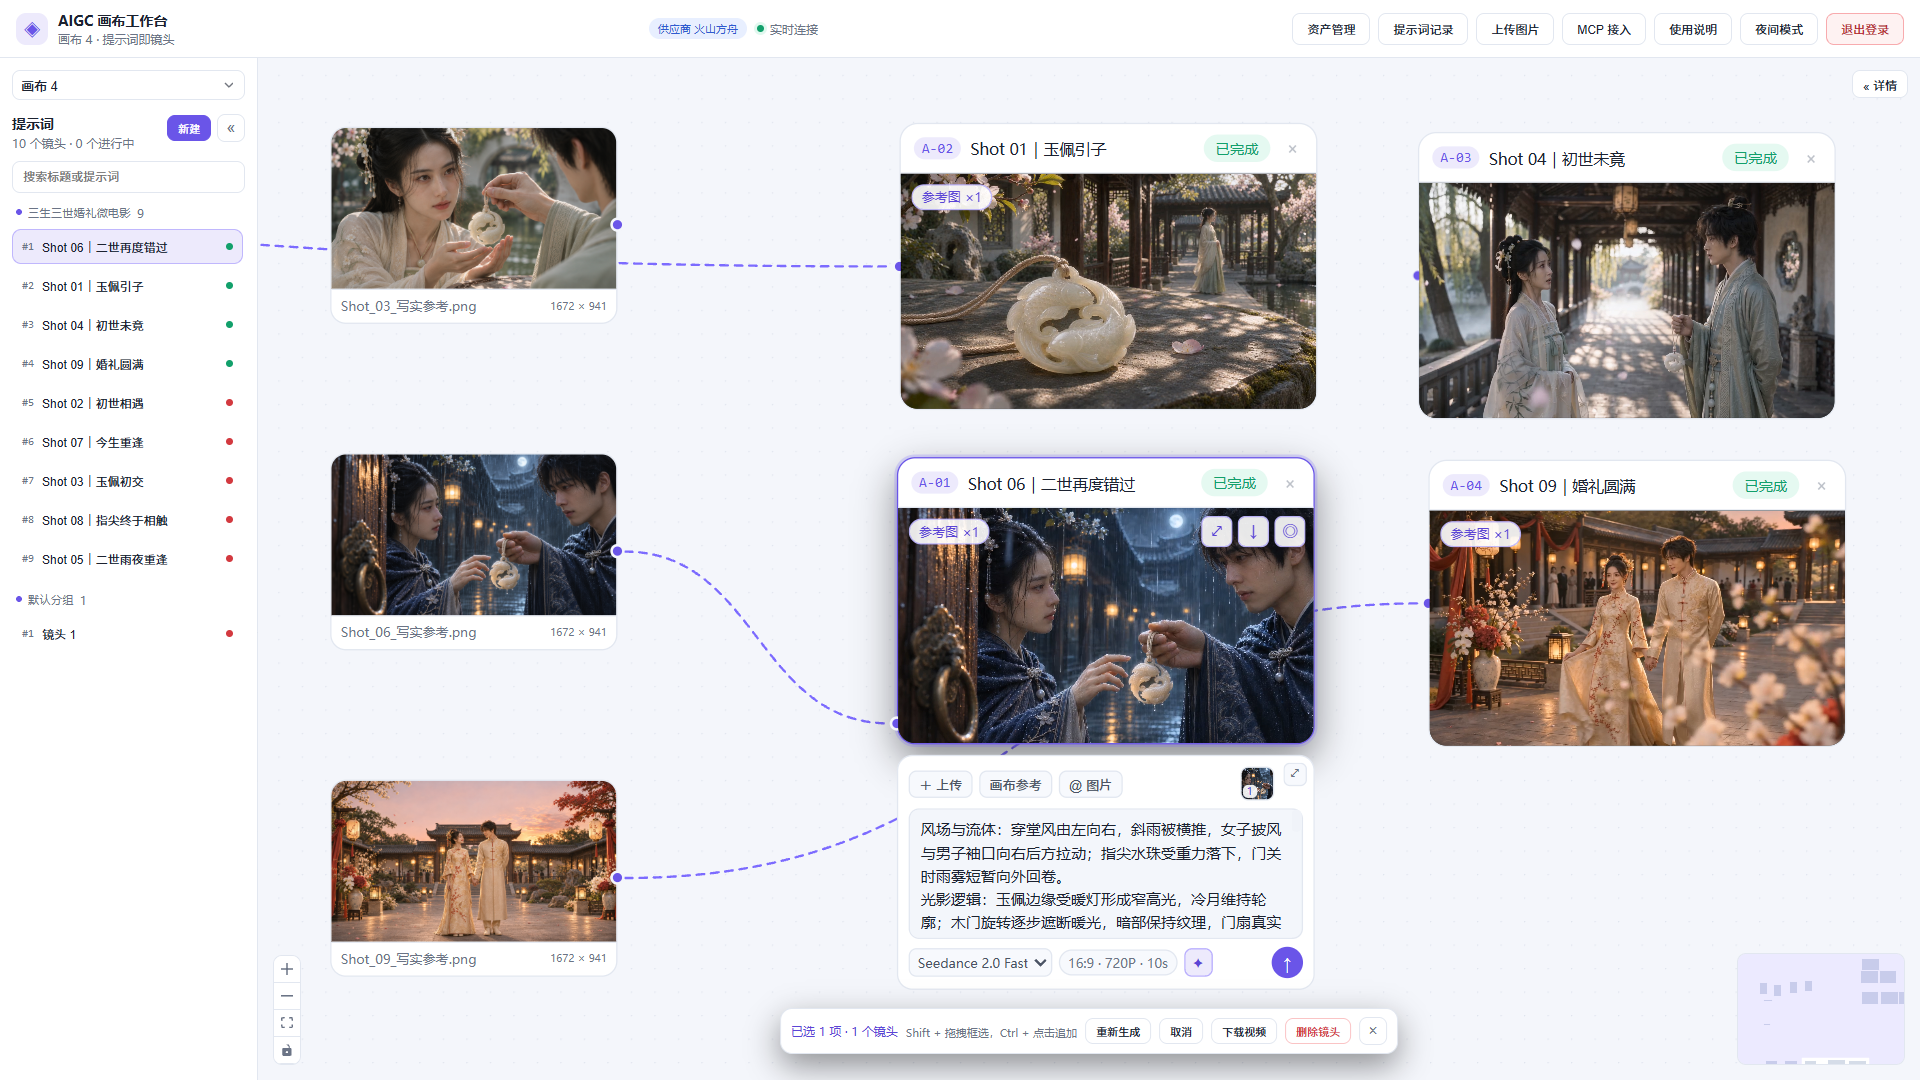 AIGC 画布工作台
画布 4 · 提示词即镜头
供应商 火山方舟
实时连接
资产管理
提示词记录
上传图片
MCP 接入
使用说明
夜间模式
退出登录
画布 4
提示词
10 个镜头 · 0 个进行中
新建
«
搜索标题或提示词
三生三世婚礼微电影 9
#1 Shot 06｜二世再度错过
#2 Shot 01｜玉佩引子
#3 Shot 04｜初世未竟
#4 Shot 09｜婚礼圆满
#5 Shot 02｜初世相遇
#6 Shot 07｜今生重逢
#7 Shot 03｜玉佩初交
#8 Shot 08｜指尖终于相触
#9 Shot 05｜二世雨夜重逢
默认分组 1
#1 镜头 1
« 详情
Shot_03_写实参考.png 1672 × 941
A-02 Shot 01｜玉佩引子 已完成 ×
参考图 ×1
A-03 Shot 04｜初世未竟 已完成 ×
Shot_06_写实参考.png 1672 × 941
A-01 Shot 06｜二世再度错过 已完成 ×
参考图 ×1
A-04 Shot 09｜婚礼圆满 已完成 ×
参考图 ×1
Shot_09_写实参考.png 1672 × 941
+ 上传
画布参考
@ 图片
1
风场与流体：穿堂风由左向右，斜雨被横推，女子披风
与男子袖口向右后方拉动；指尖水珠受重力落下，门关
时雨雾短暂向外回卷。
光影逻辑：玉佩边缘受暖灯形成窄高光，冷月维持轮
廓；木门旋转逐步遮断暖光，暗部保持纹理，门扇真实
Seedance 2.0 Fast
16:9 · 720P · 10s
已选 1 项 · 1 个镜头
Shift + 拖拽框选，Ctrl + 点击追加
重新生成
取消
下载视频
删除镜头
×